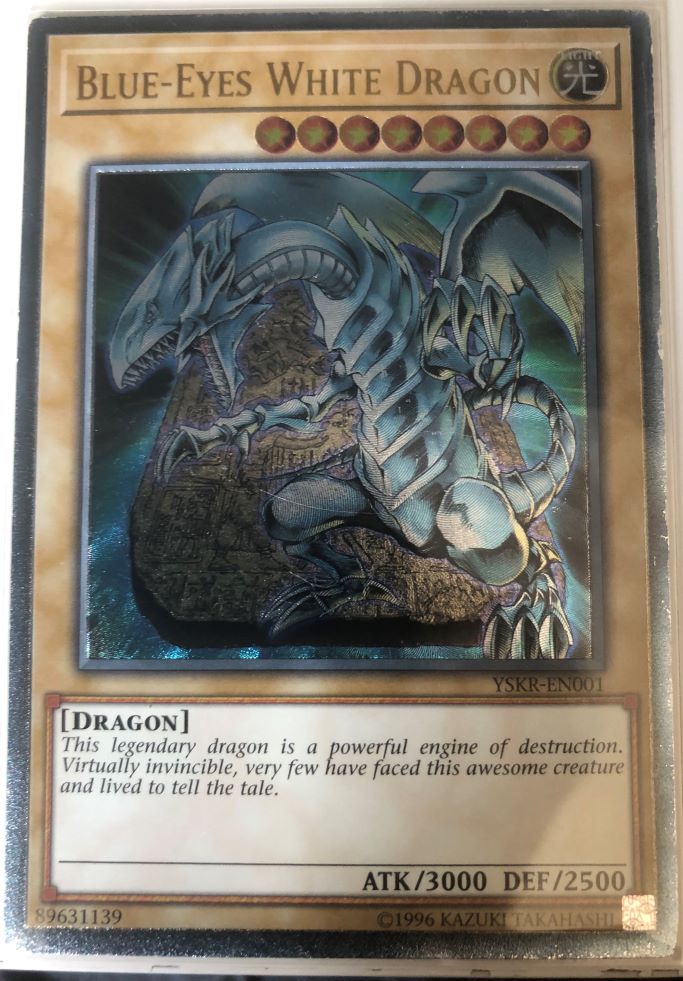 BLUE-EYES WHITE DRAGON
LIGHT
光
YSKR-EN001
[DRAGON]
This legendary dragon is a powerful engine of destruction.
Virtually invincible, very few have faced this awesome creature
and lived to tell the tale.
ATK/3000 DEF/2500
89631139
©1996 KAZUKI TAKAHASHI